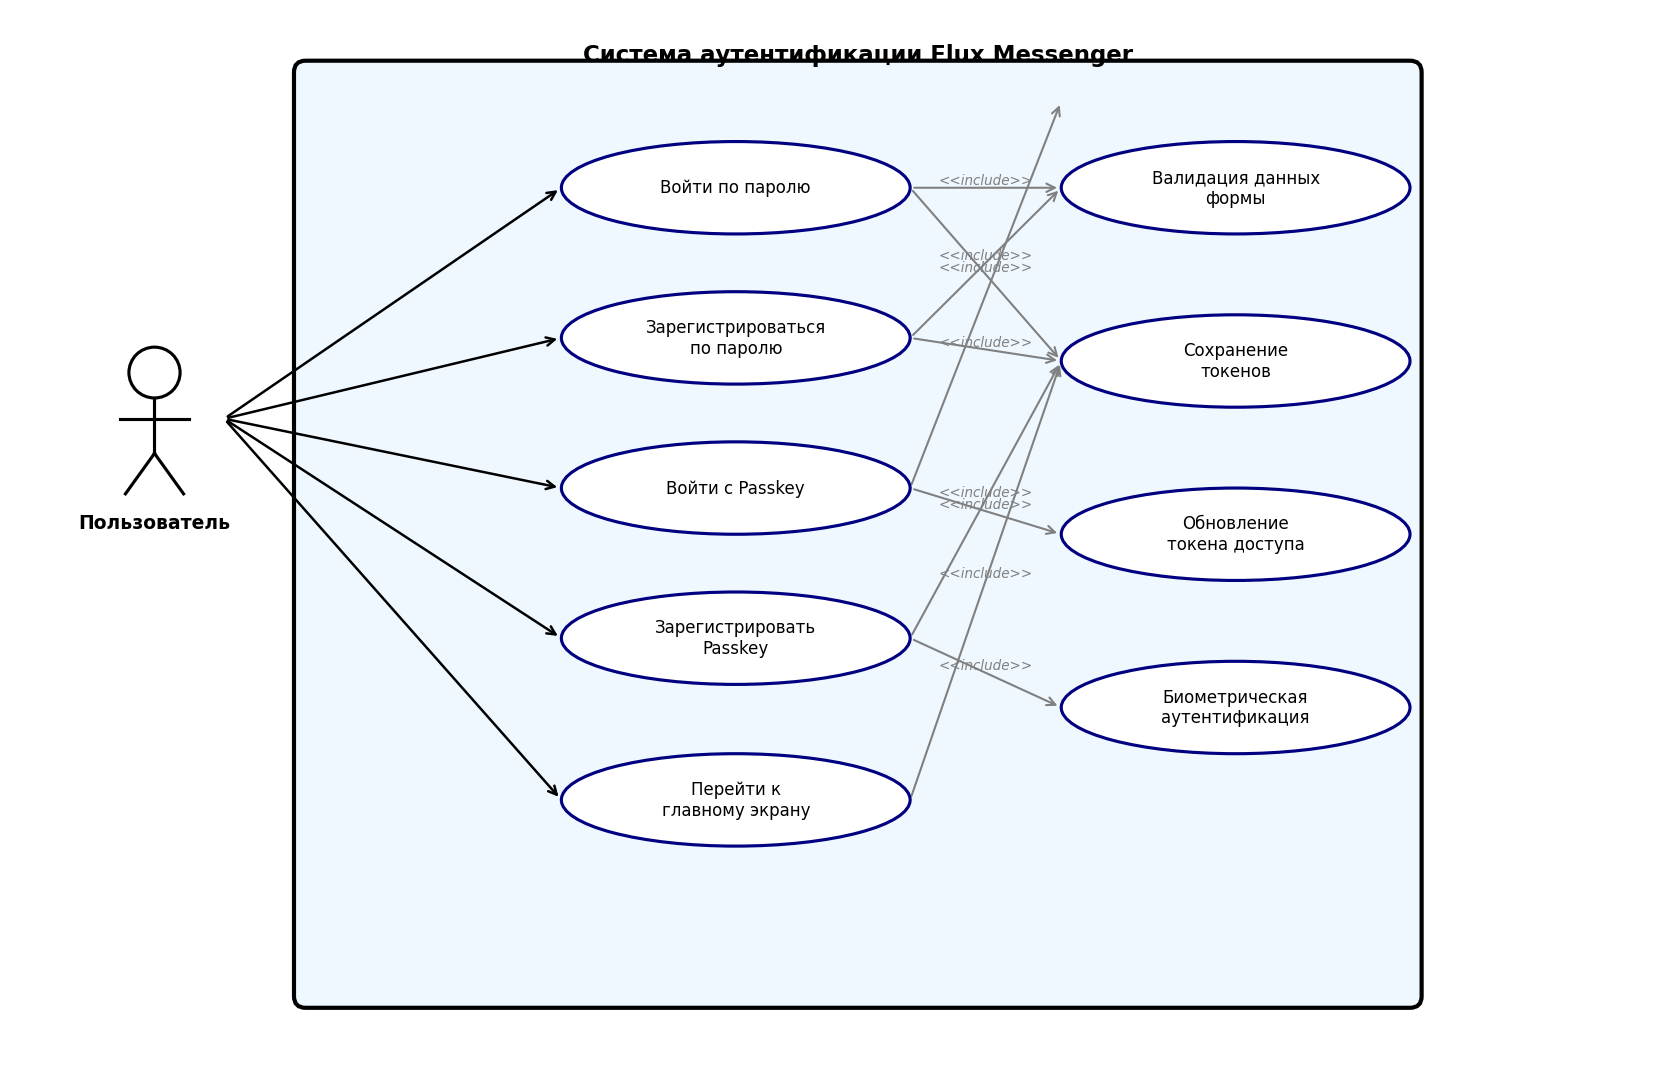 Система аутентификации Flux Messenger
Войти по паролю
<<include>>
Валидация данных
формы
<<include>>
<<include>>
Зарегистрироваться
по паролю
<<include>>
Сохранение
токенов
Войти с Passkey
<<include>>
<<include>>
Пользователь
Обновление
токена доступа
<<include>>
Зарегистрировать
Passkey
<<include>>
Биометрическая
аутентификация
Перейти к
главному экрану